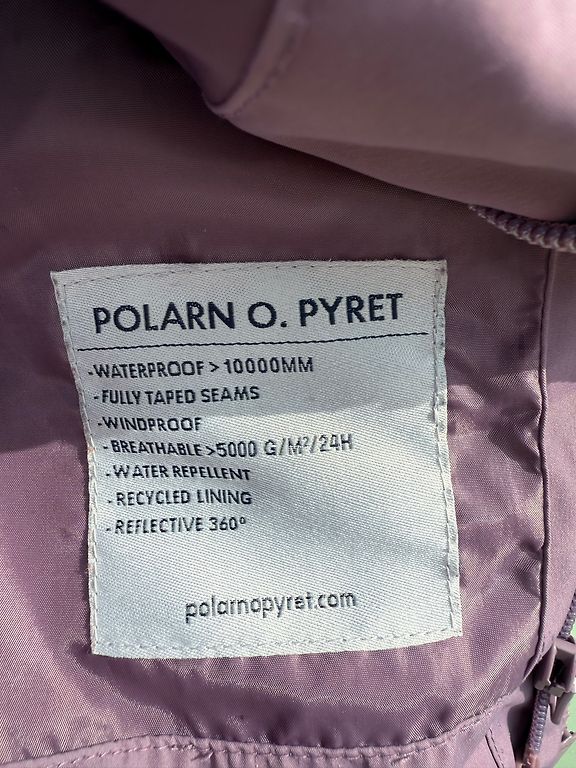 POLARN O. PYRET
-WATERPROOF > 10000MM
-FULLY TAPED SEAMS
-WINDPROOF
- BREATHABLE >5000 G/M²/24H
- WATER REPELLENT
- RECYCLED LINING
- REFLECTIVE 360°
polarnopyret.com